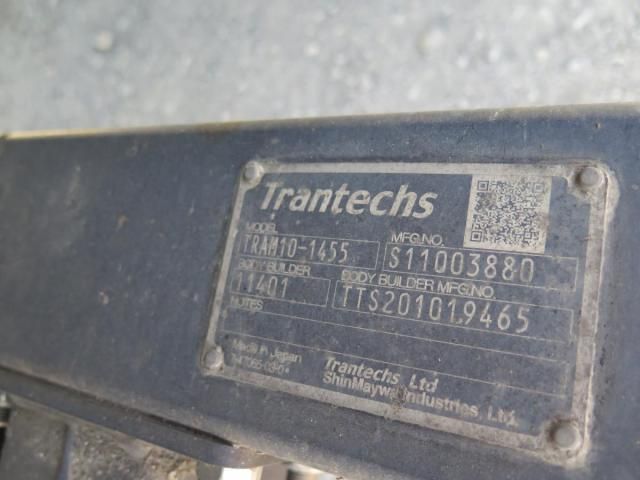 Trantechs
MODEL MFG.NO.
TRAM10-1455 S11003880
BODY BUILDER BODY BUILDER MFG.NO.
11401 TTS201019465
NOTES
Made in Japan
Trantechs Ltd
ShinMaywa Industries, Ltd.